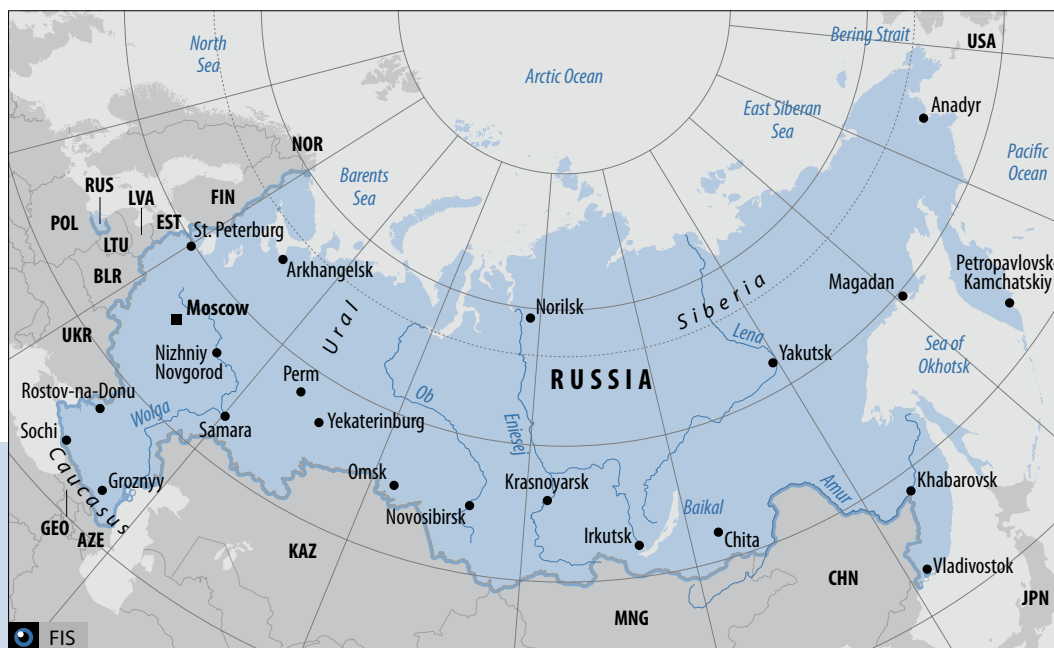 North
Sea
Arctic Ocean
Bering Strait
USA
East Siberan
Sea
Anadyr
Pacific
Ocean
NOR
Barents
Sea
RUS
LVA
FIN
POL
EST
LTU
St. Peterburg
BLR
Arkhangelsk
Moscow
Norilsk
Siberia
Magadan
Petropavlovsk-
Kamchatskiy
UKR
Ural
Lena
Sea of
Okhotsk
Nizhniy
Novgorod
Yakutsk
Perm
RUSSIA
Rostov-na-Donu
Ob
Wolga
Yekaterinburg
Samara
Eniesej
Sochi
Caucasus
Groznyy
Omsk
Krasnoyarsk
Novosibirsk
Baikal
Amur
Khabarovsk
GEO
AZE
KAZ
Irkutsk
Chita
Vladivostok
CHN
MNG
JPN
FIS